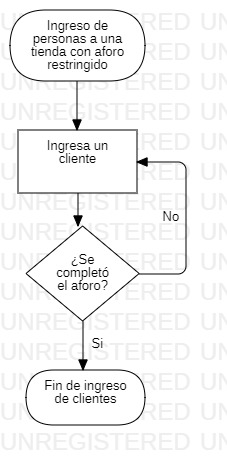 Ingreso de
personas a una
tienda con aforo
restringido
Ingresa un
cliente
No
¿Se
completó
el aforo?
Si
Fin de ingreso
de clientes